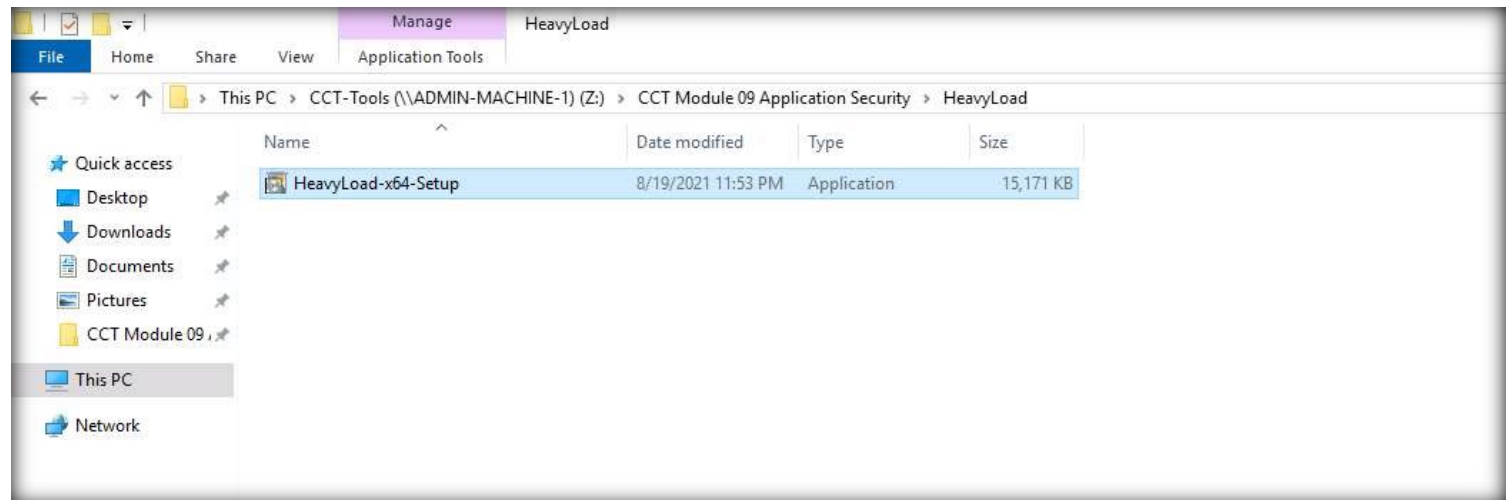 Manage HeavyLoad
File Home Share View Application Tools
This PC > CCT-Tools (\\ADMIN-MACHINE-1) (Z:) > CCT Module 09 Application Security > HeavyLoad
Name Date modified Type Size
Quick access
HeavyLoad-x64-Setup 8/19/2021 11:53 PM Application 15,171 KB
Desktop
Downloads
Documents
Pictures
CCT Module 09
This PC
Network